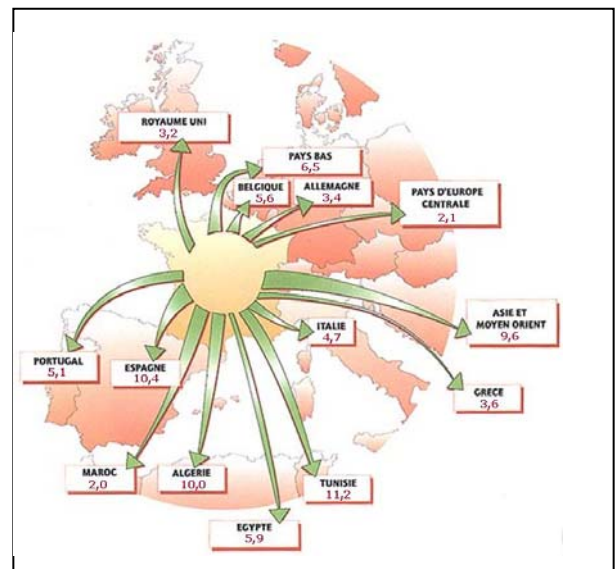 ROYAUME UNI
3,2
PAYS BAS
6,5
BELGIQUE
5,6
ALLEMAGNE
3,4
PAYS D'EUROPE
CENTRALE
2,1
ASIE ET
MOYEN ORIENT
9,6
ITALIE
4,7
PORTUGAL
5,1
ESPAGNE
10,4
GRECE
3,6
MAROC
2,0
ALGERIE
10,0
TUNISIE
11,2
EGYPTE
5,9